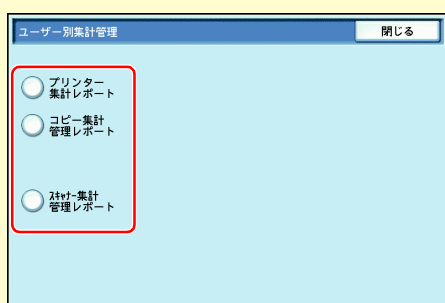 ユーザー別集計管理
閉じる
プリンター
集計レポート
コピー集計
管理レポート
ｽｷｬﾅｰ集計
管理レポート